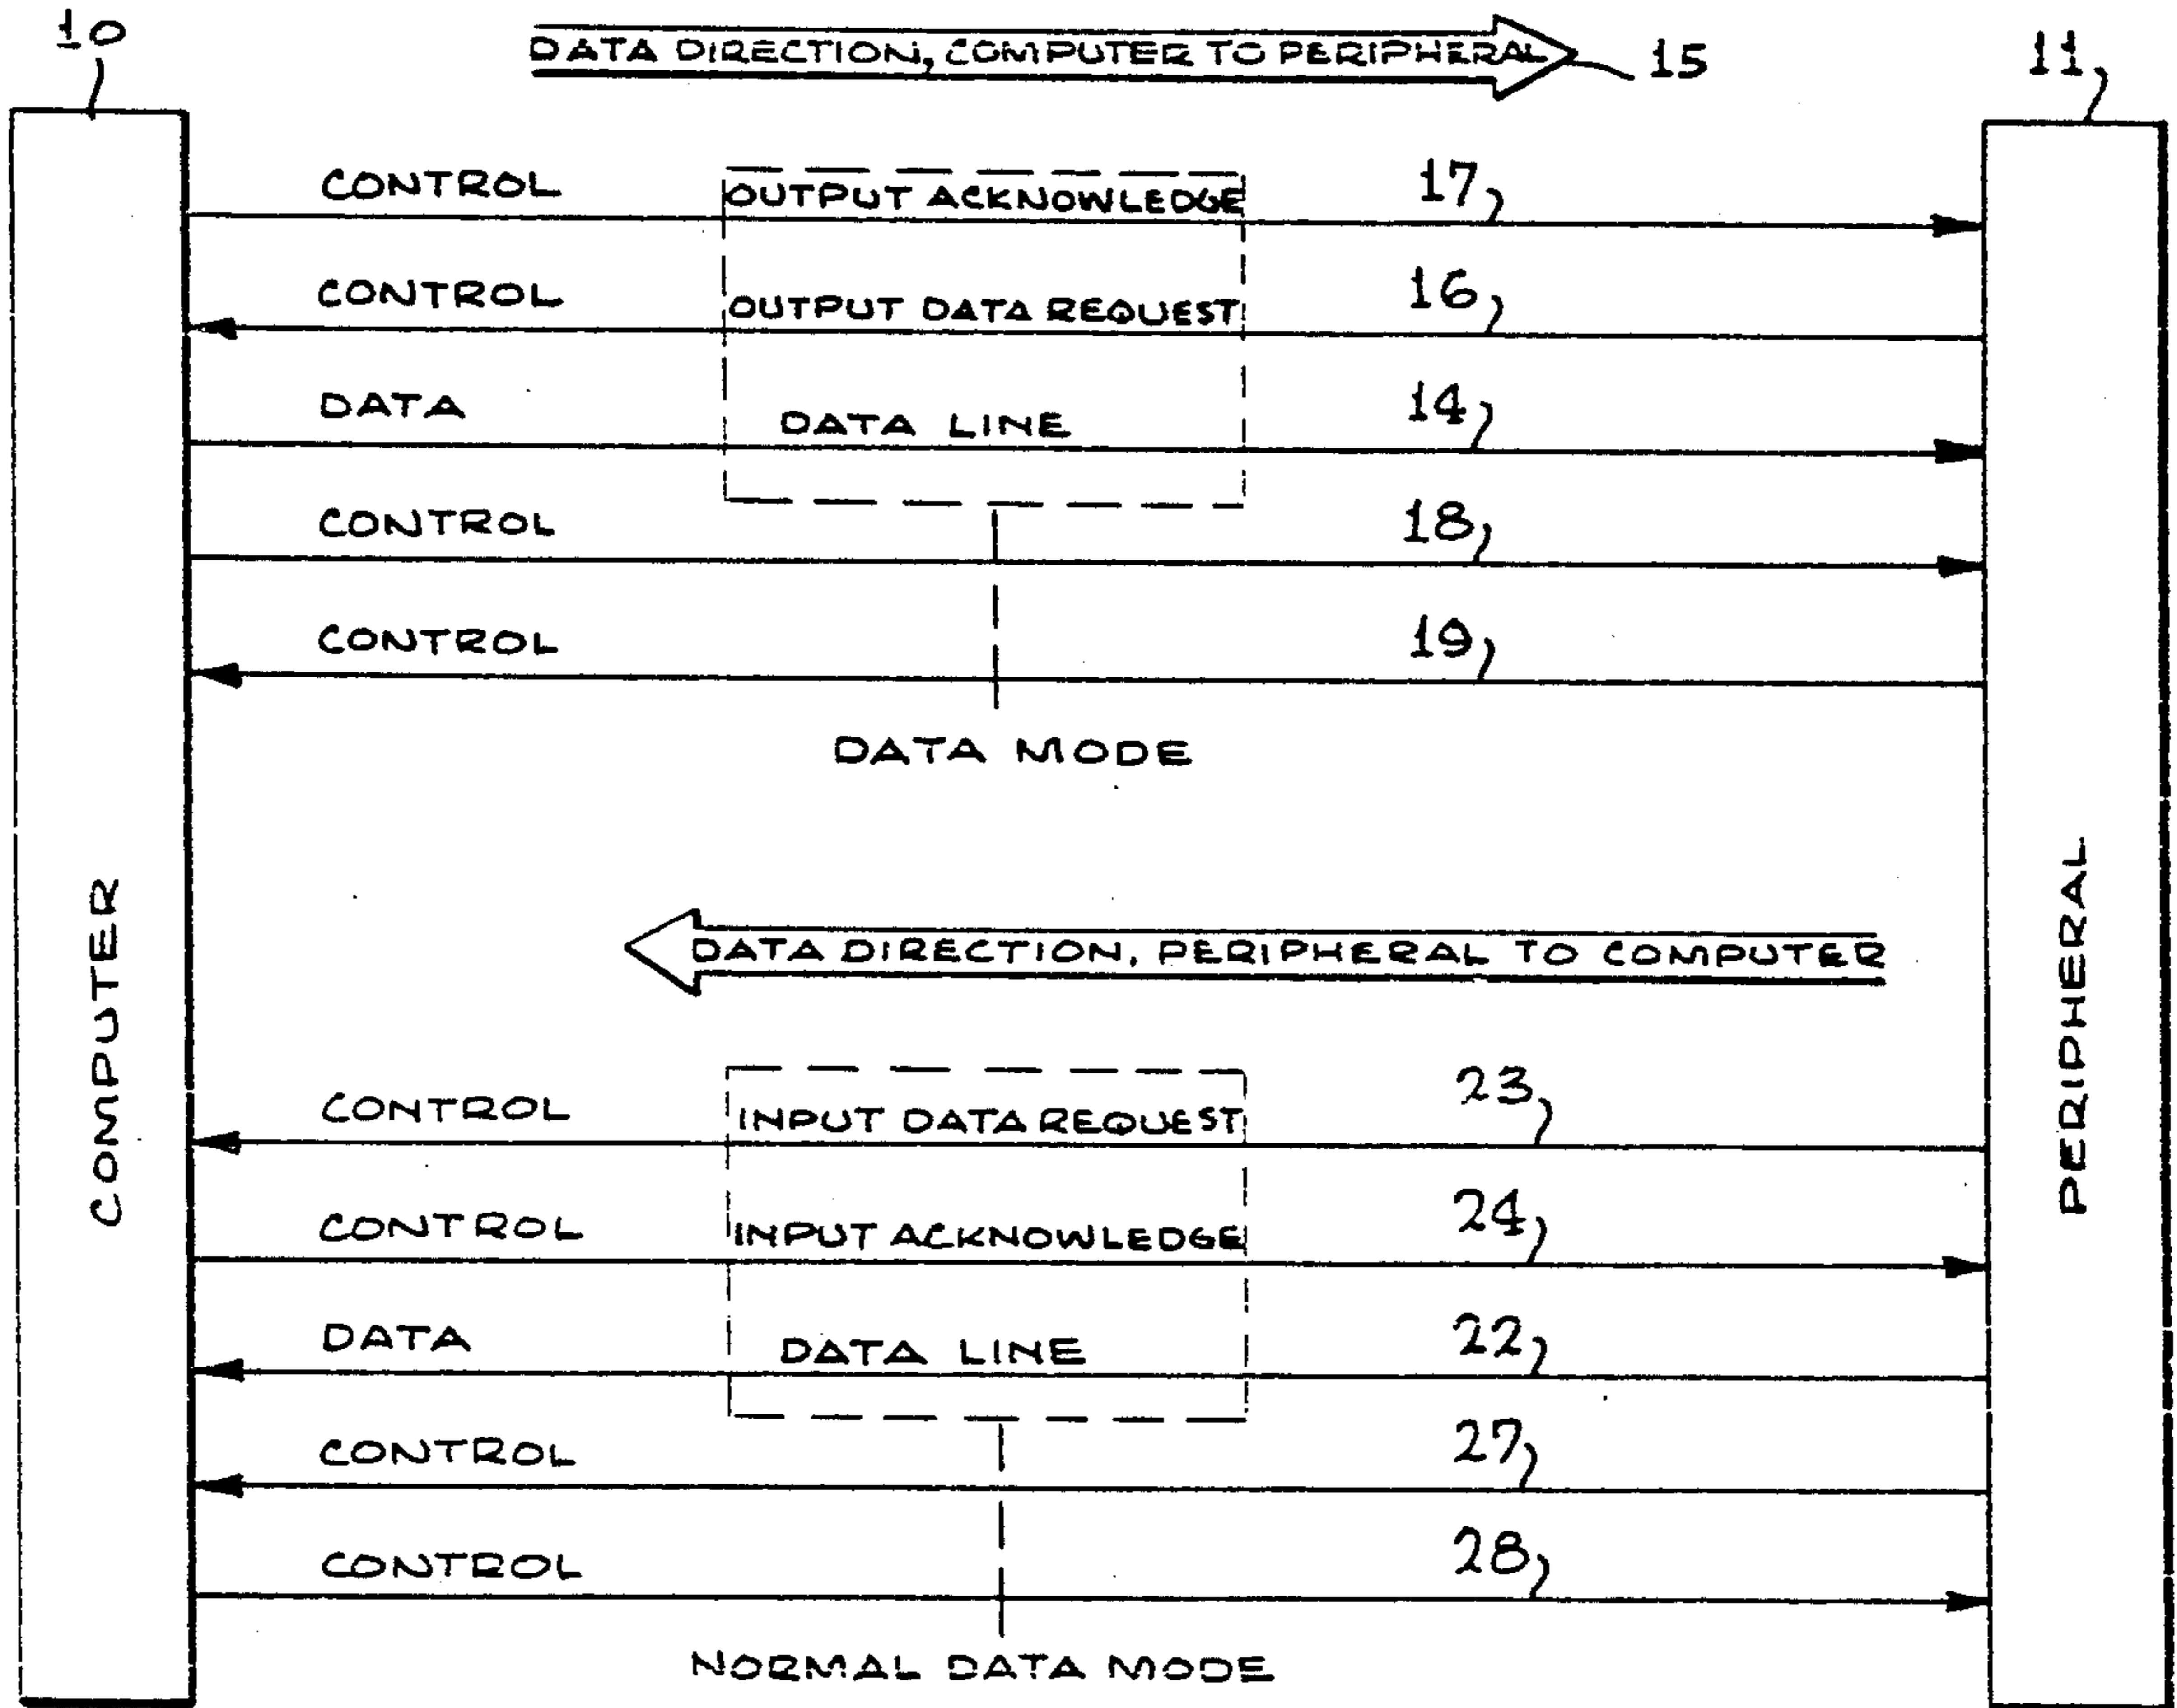 10
DATA DIRECTION, COMPUTER TO PERIPHERAL
15
11
CONTROL OUTPUT ACKNOWLEDGE 17
CONTROL OUTPUT DATA REQUEST 16
DATA DATA LINE 14
CONTROL 18
CONTROL 19
DATA MODE
COMPUTER
PERIPHERAL
DATA DIRECTION, PERIPHERAL TO COMPUTER
CONTROL INPUT DATA REQUEST 23
CONTROL INPUT ACKNOWLEDGE 24
DATA DATA LINE 22
CONTROL 27
CONTROL 28
NORMAL DATA MODE